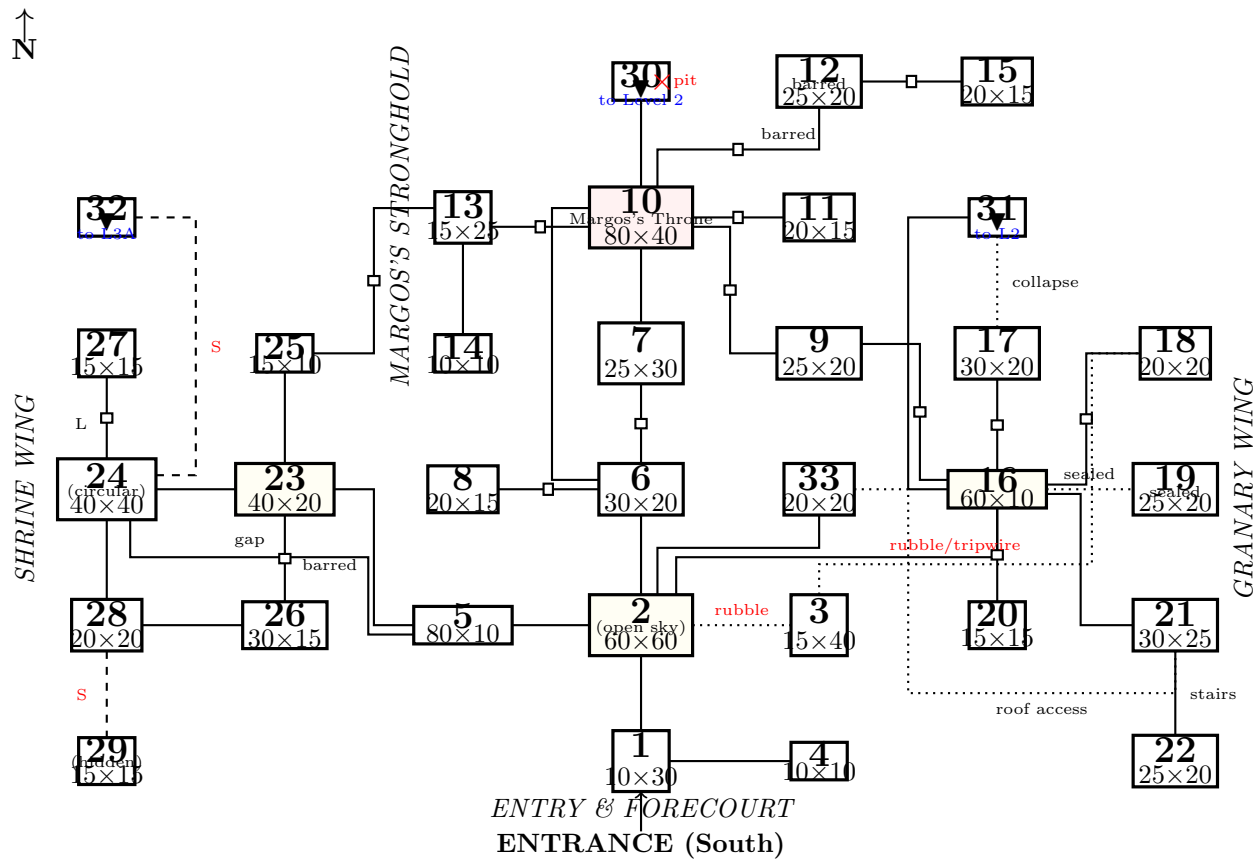 N
30
pit
to Level 2
12
barred
25×20
15
20×15
barred
MARGOS'S STRONGHOLD
32
to L3A
13
15×25
10
Margos's Throne
80×40
11
20×15
31
to L2
collapse
S
27
15×15
25
15×10
14
10×10
7
25×30
9
25×20
17
30×20
18
20×20
L
SHRINE WING
GRANARY WING
24
(circular)
40×40
23
40×20
8
20×15
6
30×20
33
20×20
16
60×10
sealed
19
sealed
25×20
gap
barred
rubble/tripwire
28
20×20
26
30×15
5
80×10
2
(open sky)
60×60
rubble
3
15×40
20
15×15
21
30×25
S
stairs
roof access
29
(hidden)
15×15
1
10×30
4
10×10
22
25×20
ENTRY & FORECOURT
ENTRANCE (South)